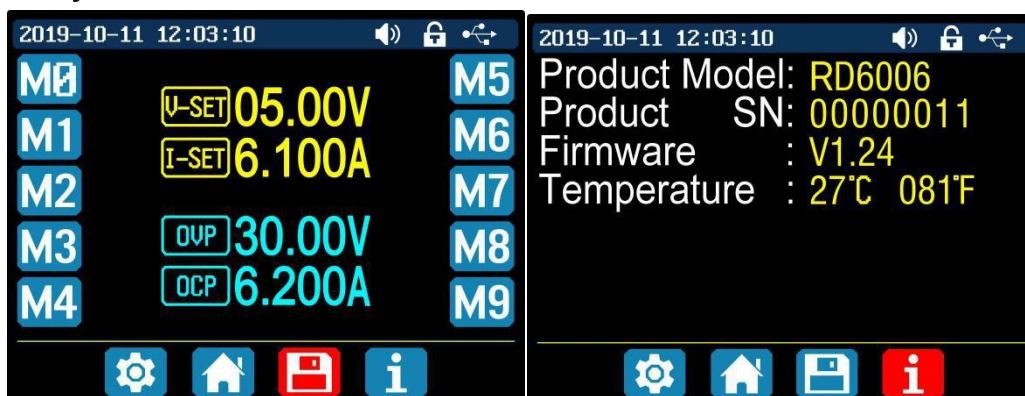 2019-10-11 12:03:10
M0
M1
M2
M3
M4
V-SET 05.00V
I-SET 6.100A
OVP 30.00V
OCP 6.200A
M5
M6
M7
M8
M9
i
2019-10-11 12:03:10
Product Model: RD6006
Product SN: 00000011
Firmware : V1.24
Temperature : 27℃ 081℉
i